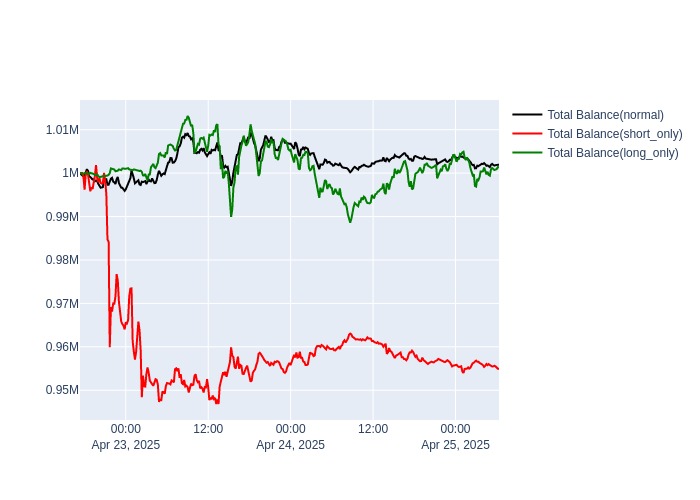 Total Balance(normal)
Total Balance(short_only)
Total Balance(long_only)
1.01M
1M
0.99M
0.98M
0.97M
0.96M
0.95M
00:00 12:00 00:00 12:00 00:00
Apr 23, 2025 Apr 24, 2025 Apr 25, 2025